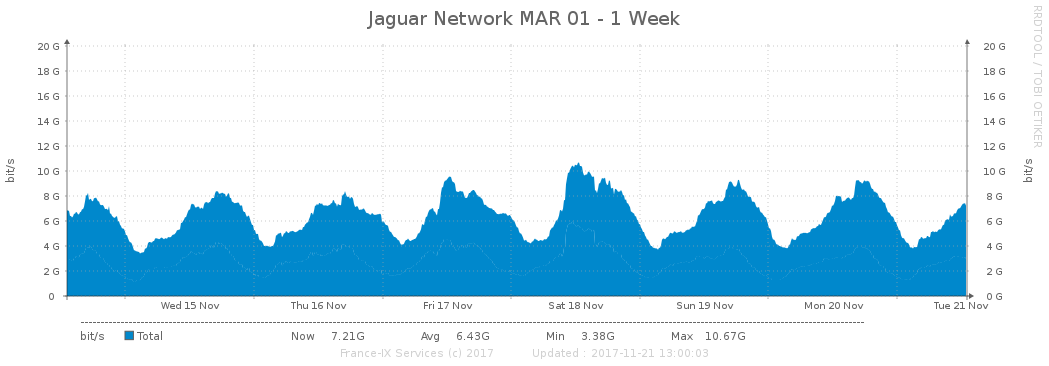 Jaguar Network MAR 01 - 1 Week
RRDTOOL / TOBI OETIKER
bit/s
20 G
18 G
16 G
14 G
12 G
10 G
8 G
6 G
4 G
2 G
0
20 G
18 G
16 G
14 G
12 G
10 G
8 G
6 G
4 G
2 G
0 G
bit/s
Wed 15 Nov Thu 16 Nov Fri 17 Nov Sat 18 Nov Sun 19 Nov Mon 20 Nov Tue 21 Nov
bit/s Total Now 7.21G Avg 6.43G Min 3.38G Max 10.67G
France-IX Services (c) 2017 Updated : 2017-11-21 13:00:03